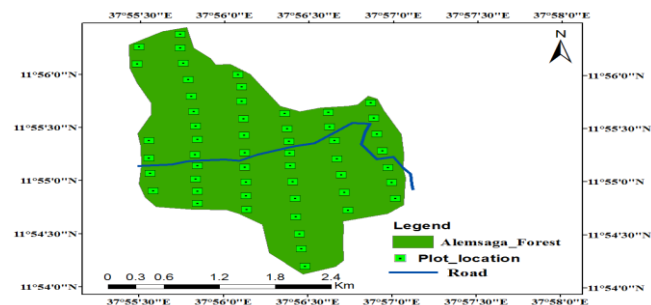 37°55'30"E 37°56'0"E 37°56'30"E 37°57'0"E 37°57'30"E 37°58'0"E
N
11°56'0"N 11°56'0"N
11°55'30"N 11°55'30"N
11°55'0"N 11°55'0"N
Legend
11°54'30"N Alemsaga_Forest 11°54'30"N
Plot_location
0 0.3 0.6 1.2 1.8 2.4 Road
Km
11°54'0"N 11°54'0"N
37°55'30"E 37°56'0"E 37°56'30"E 37°57'0"E 37°57'30"E 37°58'0"E